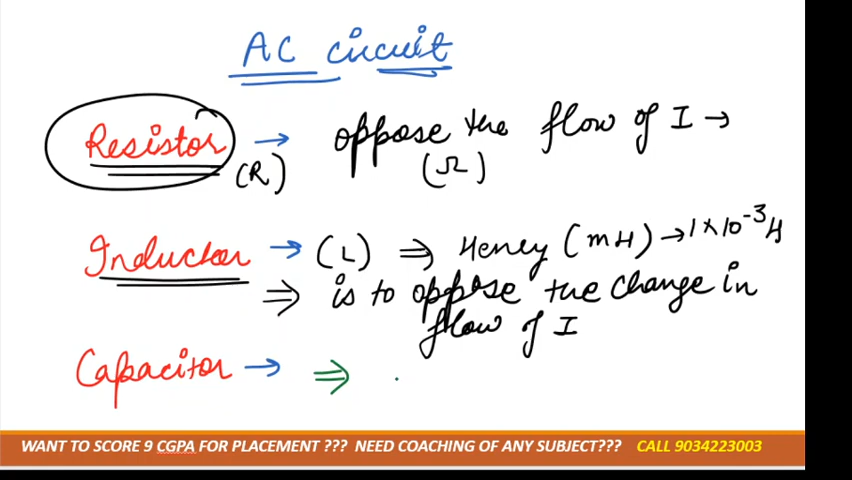 AC circuit
Resistor → oppose the flow of I →
(R) (Ω)
Inductor → (L) ⇒ Henry (mH) → 1×10⁻³H
⇒ is to oppose the change in
flow of I
Capacitor → ⇒
WANT TO SCORE 9 CGPA FOR PLACEMENT ??? NEED COACHING OF ANY SUBJECT??? CALL 9034223003